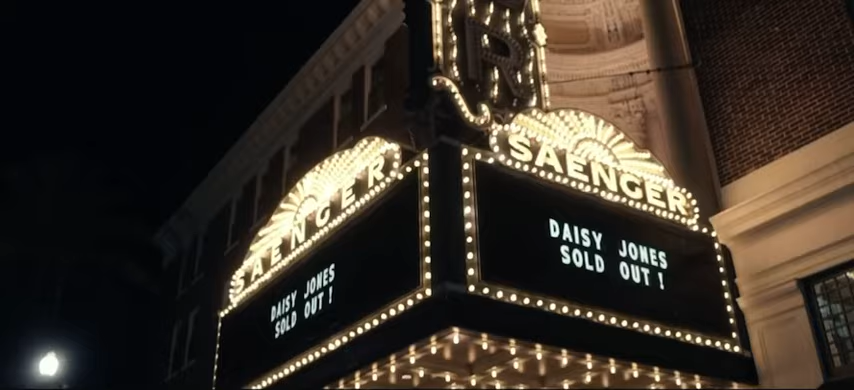 R
SAENGER
DAISY JONES
SOLD OUT!
SAENGER
DAISY JONES
SOLD OUT!